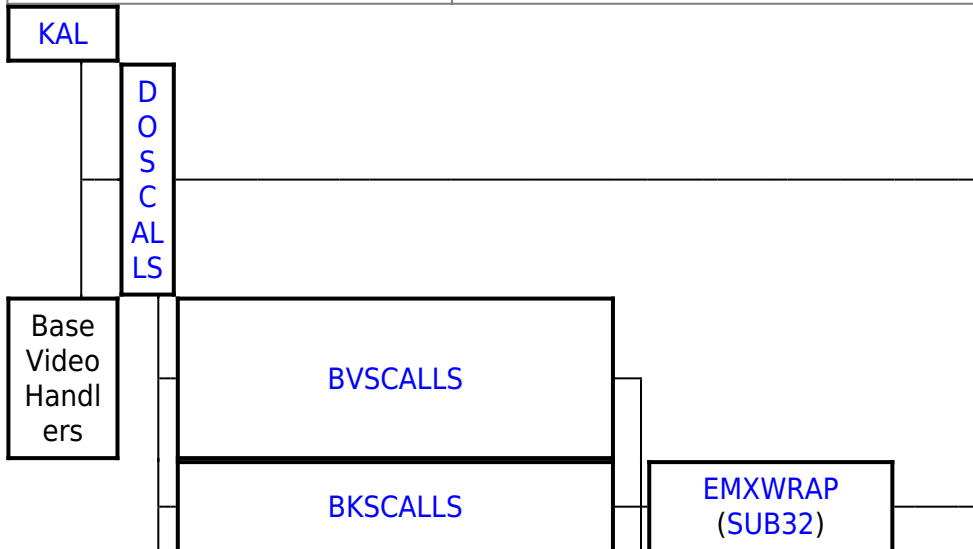 KAL
D
O
S
C
AL
LS
Base
Video
Handl
ers
BVSCALLS
BKSCALLS
EMXWRAP
(SUB32)